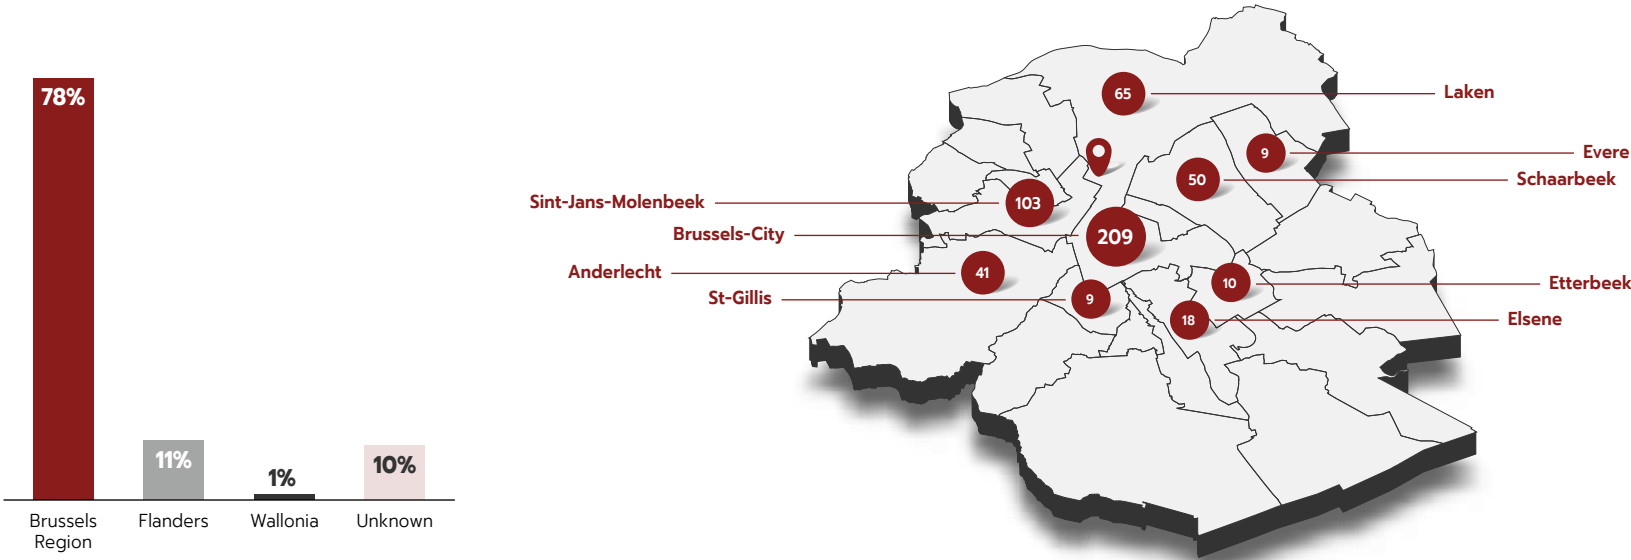 78%
11%
1%
10%
Brussels
Region
Flanders
Wallonia
Unknown
65
Laken
9
Evere
50
Schaarbeek
Sint-Jans-Molenbeek
103
Brussels-City
209
Anderlecht
41
10
Etterbeek
St-Gillis
9
18
Elsene